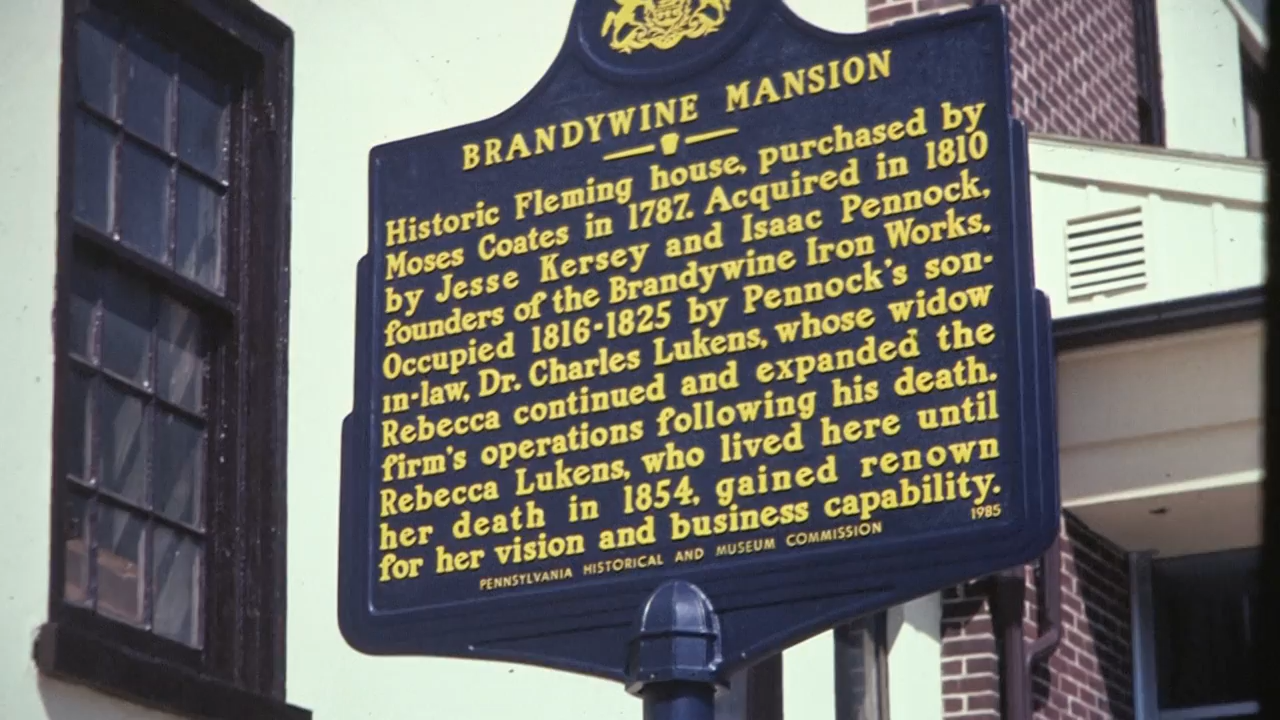 BRANDYWINE MANSION
Historic Fleming house, purchased by
Moses Coates in 1787. Acquired in 1810
by Jesse Kersey and Isaac Pennock,
founders of the Brandywine Iron Works.
Occupied 1816-1825 by Pennock's son-
in-law, Dr. Charles Lukens, whose widow
Rebecca continued and expanded the
firm's operations following his death.
Rebecca Lukens, who lived here until
her death in 1854, gained renown
for her vision and business capability.
PENNSYLVANIA HISTORICAL AND MUSEUM COMMISSION 1985